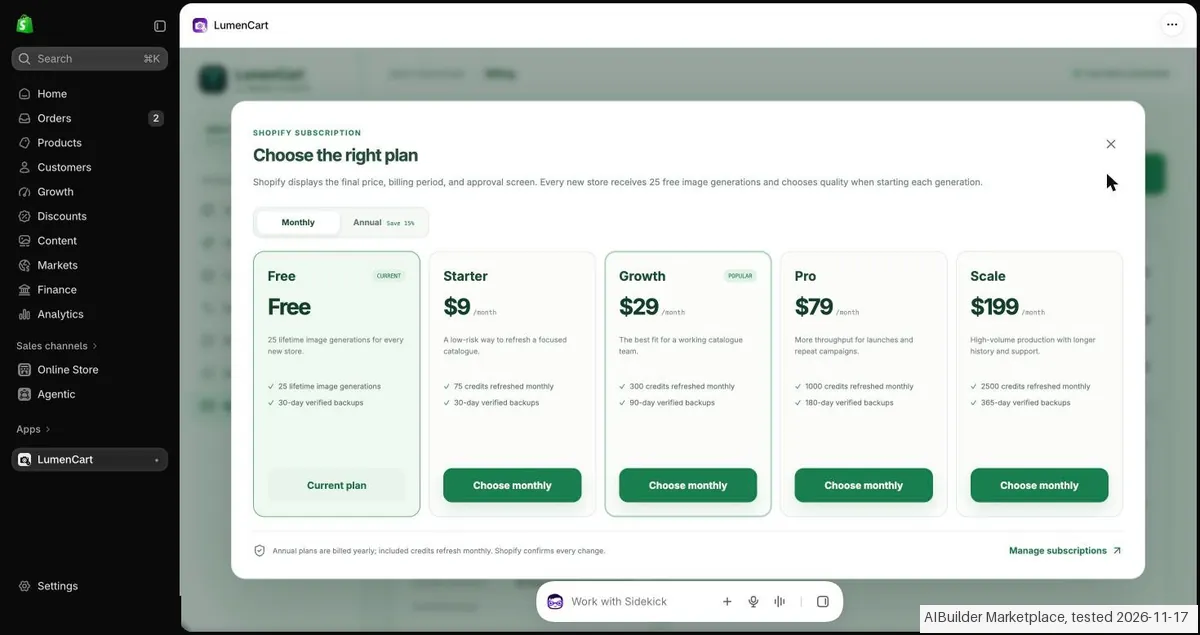 LumenCart
Search ⌘K
Home
Orders 2
Products
Customers
Growth
Discounts
Content
Markets
Finance
Analytics
Sales channels
Online Store
Agentic
Apps
LumenCart
Settings
LumenCart
Billing
SHOPIFY SUBSCRIPTION
Choose the right plan
Shopify displays the final price, billing period, and approval screen. Every new store receives 25 free image generations and chooses quality when starting each generation.
Monthly Annual Save 15%
Free CURRENT
Free
25 lifetime image generations for every
new store.
25 lifetime image generations
30-day verified backups
Current plan
Starter
$9 /month
A low-risk way to refresh a focused
catalogue.
75 credits refreshed monthly
30-day verified backups
Choose monthly
Growth POPULAR
$29 /month
The best fit for a working catalogue
team.
300 credits refreshed monthly
90-day verified backups
Choose monthly
Pro
$79 /month
More throughput for launches and
repeat campaigns.
1000 credits refreshed monthly
180-day verified backups
Choose monthly
Scale
$199 /month
High-volume production with longer
history and support.
2500 credits refreshed monthly
365-day verified backups
Choose monthly
Annual plans are billed yearly; included credits refresh monthly. Shopify confirms every change.
Manage subscriptions
Work with Sidekick
AIBuilder Marketplace, tested 2026-11-17